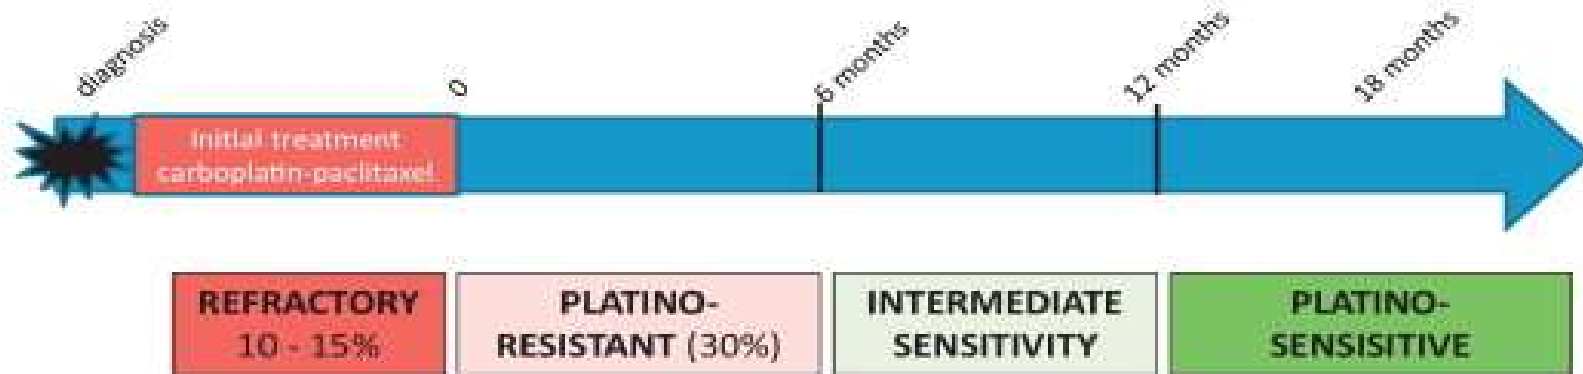 diagnosis
0
6 months
12 months
18 months
Initial treatment
carboplatin-paclitaxel
REFRACTORY
10 - 15%
PLATINO-
RESISTANT (30%)
INTERMEDIATE
SENSITIVITY
PLATINO-
SENSISITIVE